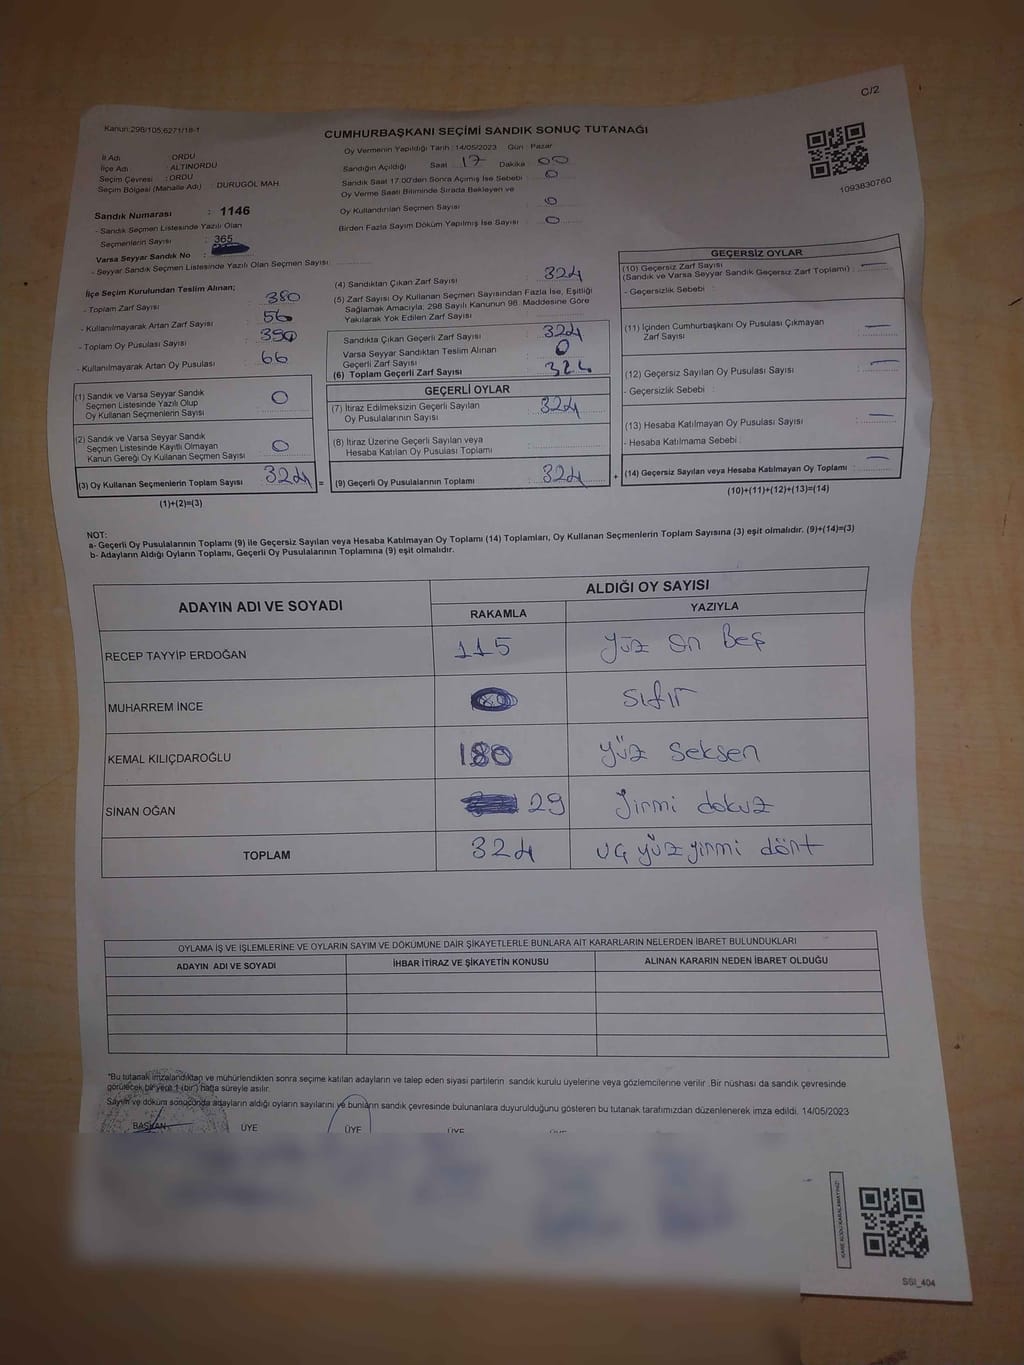 C/2
Kanun:298/105,6271/18-1
CUMHURBAŞKANI SEÇİMİ SANDIK SONUÇ TUTANAĞI
1093830760
İl Adı : ORDU
İlçe Adı : ALTINORDU
Seçim Çevresi : ORDU
Seçim Bölgesi (Mahalle Adı) : DURUGÖL MAH.
Sandık Numarası : 1146
- Sandık Seçmen Listesinde Yazılı Olan
Seçmenlerin Sayısı : 365
Varsa Seyyar Sandık No :
- Seyyar Sandık Seçmen Listesinde Yazılı Olan Seçmen Sayısı:
Oy Vermenin Yapıldığı Tarih : 14/05/2023 Gün : Pazar
Sandığın Açıldığı Saat 17 Dakika 00
Sandık Saat 17:00'den Sonra Açımış İse Sebebi : 0
Oy Verme Saati Bitiminde Sırada Bekleyen ve
Oy Kullandırılan Seçmen Sayısı : 0
Birden Fazla Sayım Döküm Yapılmış İse Sayısı : 0
İlçe Seçim Kurulundan Teslim Alınan;
- Toplam Zarf Sayısı : 380
- Kullanılmayarak Artan Zarf Sayısı : 56
- Toplam Oy Pusulası Sayısı : 390
- Kullanılmayarak Artan Oy Pusulası : 66
(1) Sandık ve Varsa Seyyar Sandık
Seçmen Listesinde Yazılı Olup
Oy Kullanan Seçmenlerin Sayısı : 0
(2) Sandık ve Varsa Seyyar Sandık
Seçmen Listesinde Kayıtlı Olmayan
Kanun Gereği Oy Kullanan Seçmen Sayısı : 0
(3) Oy Kullanan Seçmenlerin Toplam Sayısı : 324 =
(1)+(2)=(3)
(4) Sandıktan Çıkan Zarf Sayısı : 324
(5) Zarf Sayısı Oy Kullanan Seçmen Sayısından Fazla İse, Eşitliği
Sağlamak Amacıyla; 298 Sayılı Kanunun 98. Maddesine Göre
Yakılarak Yok Edilen Zarf Sayısı :
Sandıkta Çıkan Geçerli Zarf Sayısı : 324
Varsa Seyyar Sandıktan Teslim Alınan
Geçerli Zarf Sayısı : 0
(6) Toplam Geçerli Zarf Sayısı : 324
GEÇERLİ OYLAR
(7) İtiraz Edilmeksizin Geçerli Sayılan
Oy Pusulalarının Sayısı : 324
(8) İtiraz Üzerine Geçerli Sayılan veya
Hesaba Katılan Oy Pusulası Toplamı :
(9) Geçerli Oy Pusulalarının Toplamı : 324 +
GEÇERSİZ OYLAR
(10) Geçersiz Zarf Sayısı
(Sandık ve Varsa Seyyar Sandık Geçersiz Zarf Toplamı) : —
- Geçersizlik Sebebi :
(11) İçinden Cumhurbaşkanı Oy Pusulası Çıkmayan
Zarf Sayısı : —
(12) Geçersiz Sayılan Oy Pusulası Sayısı : —
- Geçersizlik Sebebi :
(13) Hesaba Katılmayan Oy Pusulası Sayısı : —
- Hesaba Katılmama Sebebi :
(14) Geçersiz Sayılan veya Hesaba Katılmayan Oy Toplamı : —
(10)+(11)+(12)+(13)=(14)
NOT:
a- Geçerli Oy Pusulalarının Toplamı (9) ile Geçersiz Sayılan veya Hesaba Katılmayan Oy Toplamı (14) Toplamları, Oy Kullanan Seçmenlerin Toplam Sayısına (3) eşit olmalıdır. (9)+(14)=(3)
b- Adayların Aldığı Oyların Toplamı, Geçerli Oy Pusulalarının Toplamına (9) eşit olmalıdır.
ADAYIN ADI VE SOYADI ALDIĞI OY SAYISI
RAKAMLA YAZIYLA
RECEP TAYYİP ERDOĞAN 115 yüz on Beş
MUHARREM İNCE sıfır
KEMAL KILIÇDAROĞLU 180 yüz seksen
SİNAN OĞAN 29 yirmi dokuz
TOPLAM 324 üç yüz yirmi dört
OYLAMA İŞ VE İŞLEMLERİNE VE OYLARIN SAYIM VE DÖKÜMÜNE DAİR ŞİKAYETLERLE BUNLARA AİT KARARLARIN NELERDEN İBARET BULUNDUKLARI
ADAYIN ADI VE SOYADI İHBAR İTİRAZ VE ŞİKAYETİN KONUSU ALINAN KARARIN NEDEN İBARET OLDUĞU
*Bu tutanak imzalandıktan ve mühürlendikten sonra seçime katılan adayların ve talep eden siyasi partilerin sandık kurulu üyelerine veya gözlemcilerine verilir .Bir nüshası da sandık çevresinde
görülecek bir yere 1 (bir) hafta süreyle asılır.
Sayım ve döküm sonucunda adayların aldığı oyların sayılarını ve bunların sandık çevresinde bulunanlara duyurulduğunu gösteren bu tutanak tarafımızdan düzenlenerek imza edildi. 14/05/2023
BAŞKAN ÜYE ÜYE ÜYE ÜYE
KARE KODU KARALAMAYINIZ!
SSI_404